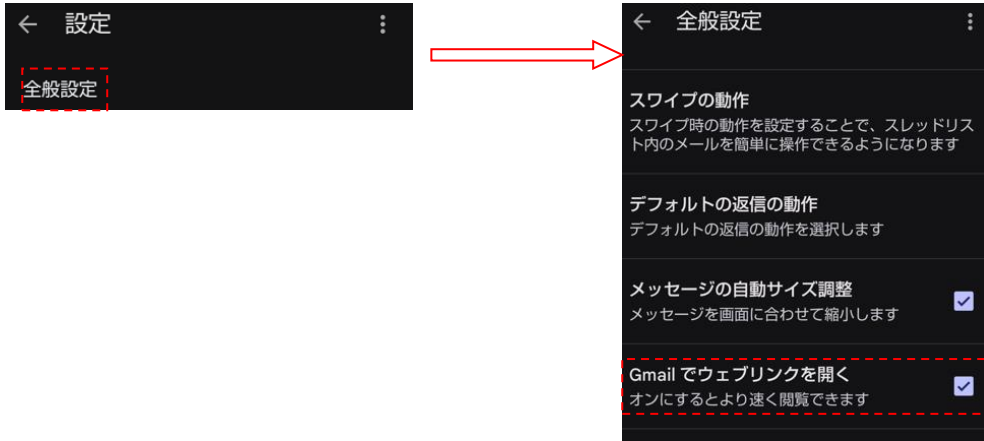 設定
全般設定
全般設定
スワイプの動作
スワイプ時の動作を設定することで、スレッドリス
ト内のメールを簡単に操作できるようになります
デフォルトの返信の動作
デフォルトの返信の動作を選択します
メッセージの自動サイズ調整
メッセージを画面に合わせて縮小します
Gmail でウェブリンクを開く
オンにするとより速く閲覧できます